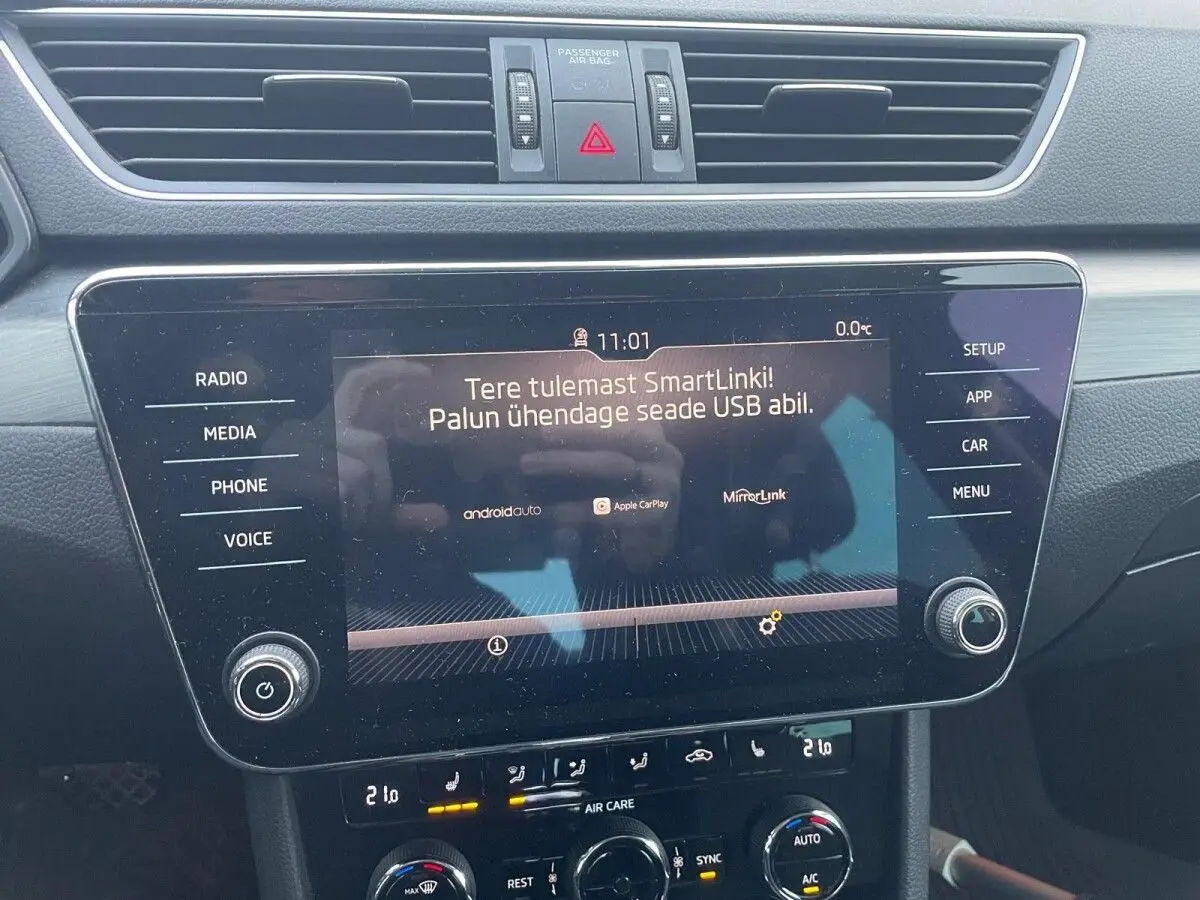 PASSENGER
AIR BAG
11:01
0.0°C
Tere tulemast SmartLinki!
Palun ühendage seade USB abil.
androidauto
Apple CarPlay
MirrorLink
RADIO
MEDIA
PHONE
VOICE
SETUP
APP
CAR
MENU
21.0
21.0
AIR CARE
MAX
REST
SYNC
AUTO
A/C